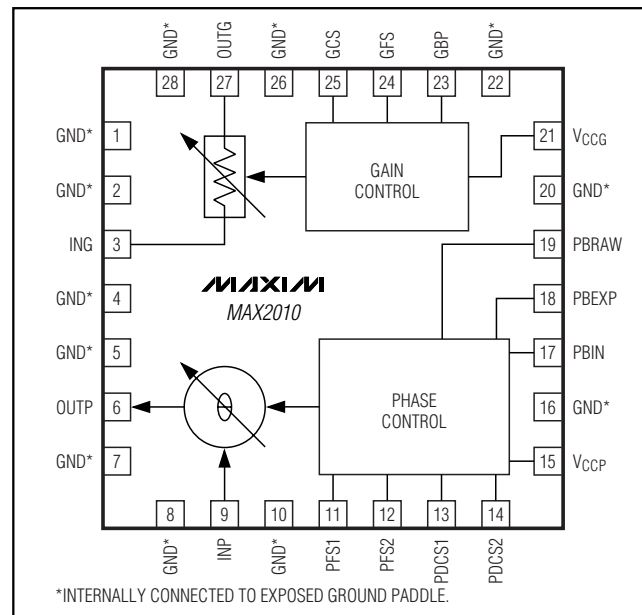 GND*
OUTG
GND*
GCS
GFS
GBP
GND*
28
27
26
25
24
23
22
GND*
1
GND*
2
ING
3
GND*
4
GND*
5
OUTP
6
GND*
7
GAIN
CONTROL
MAXIM
MAX2010
θ
PHASE
CONTROL
21
VCCG
20
GND*
19
PBRAW
18
PBEXP
17
PBIN
16
GND*
15
VCCP
8
9
10
11
12
13
14
GND*
INP
GND*
PFS1
PFS2
PDCS1
PDCS2
*INTERNALLY CONNECTED TO EXPOSED GROUND PADDLE.